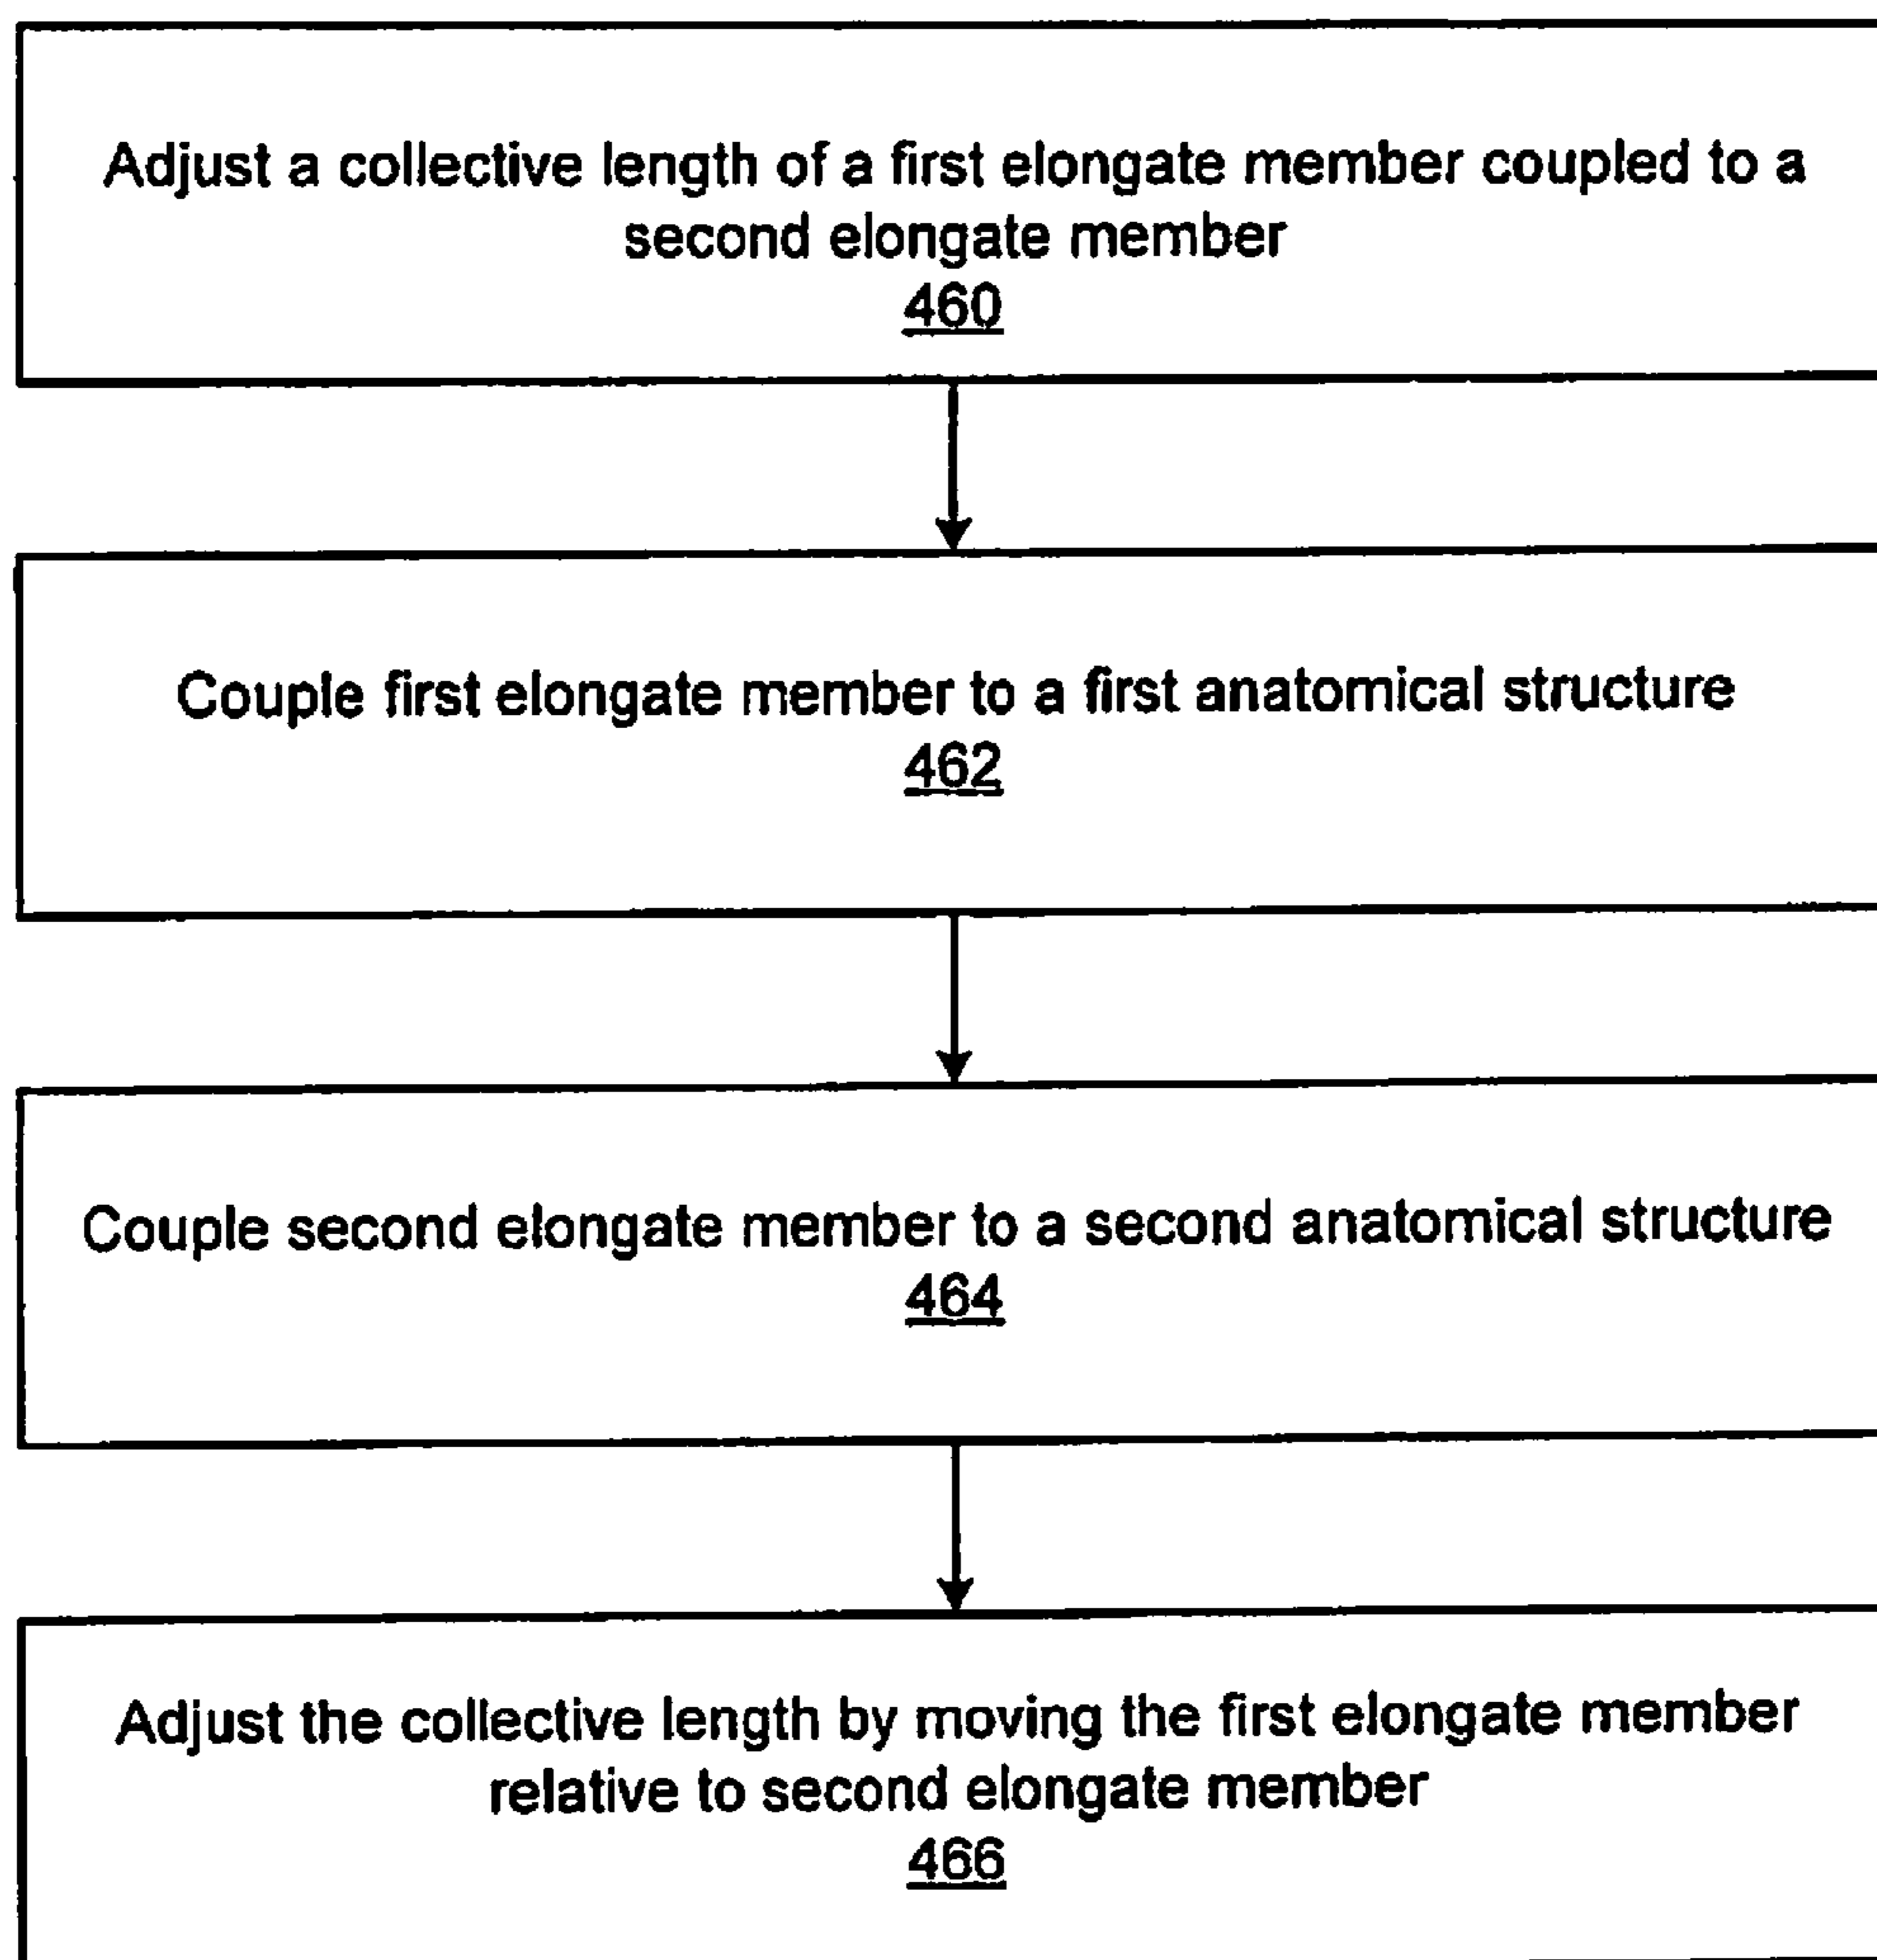 Adjust a collective length of a first elongate member coupled to a
second elongate member
460
Couple first elongate member to a first anatomical structure
462
Couple second elongate member to a second anatomical structure
464
Adjust the collective length by moving the first elongate member
relative to second elongate member
466